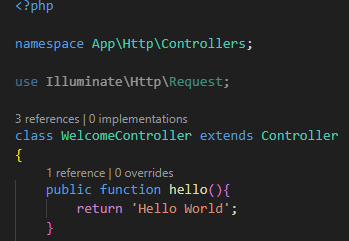 <?php
namespace App\Http\Controllers;
use Illuminate\Http\Request;
3 references | 0 implementations
class WelcomeController extends Controller
{
1 reference | 0 overrides
public function hello(){
return 'Hello World';
}